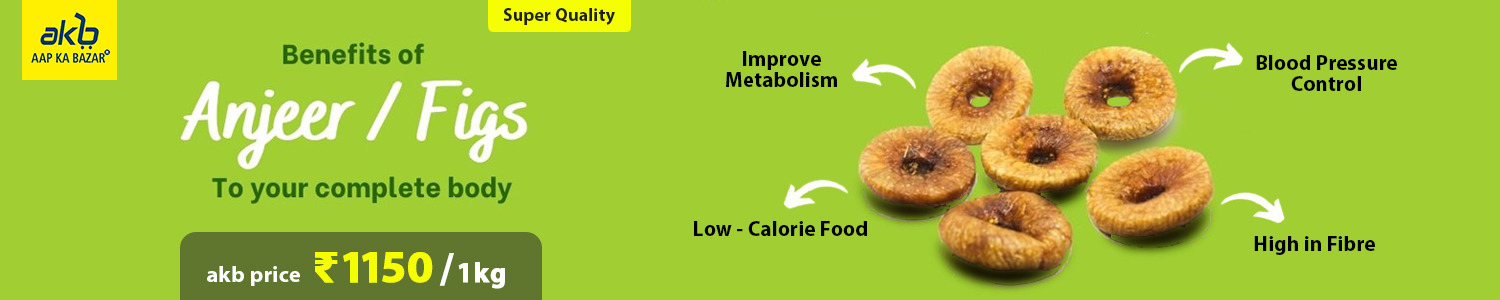 akb
AAP KA BAZAR
Super Quality
Benefits of
Anjeer / Figs
To your complete body
akb price ₹1150 / 1kg
Improve
Metabolism
Blood Pressure
Control
Low - Calorie Food
High in Fibre